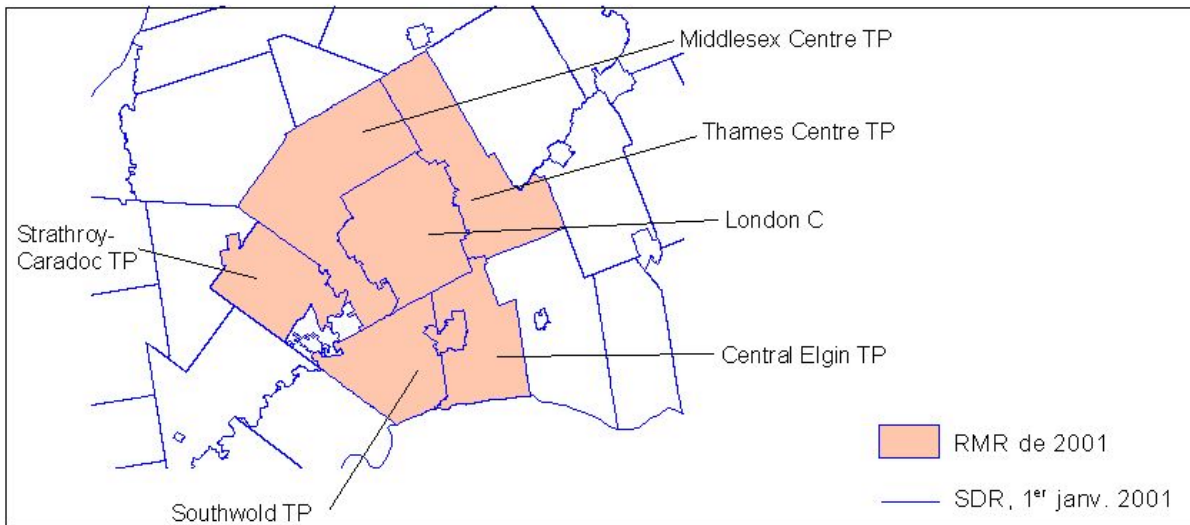 Middlesex Centre TP
Thames Centre TP
London C
Strathroy-
Caradoc TP
Central Elgin TP
Southwold TP
RMR de 2001
SDR, 1er janv. 2001